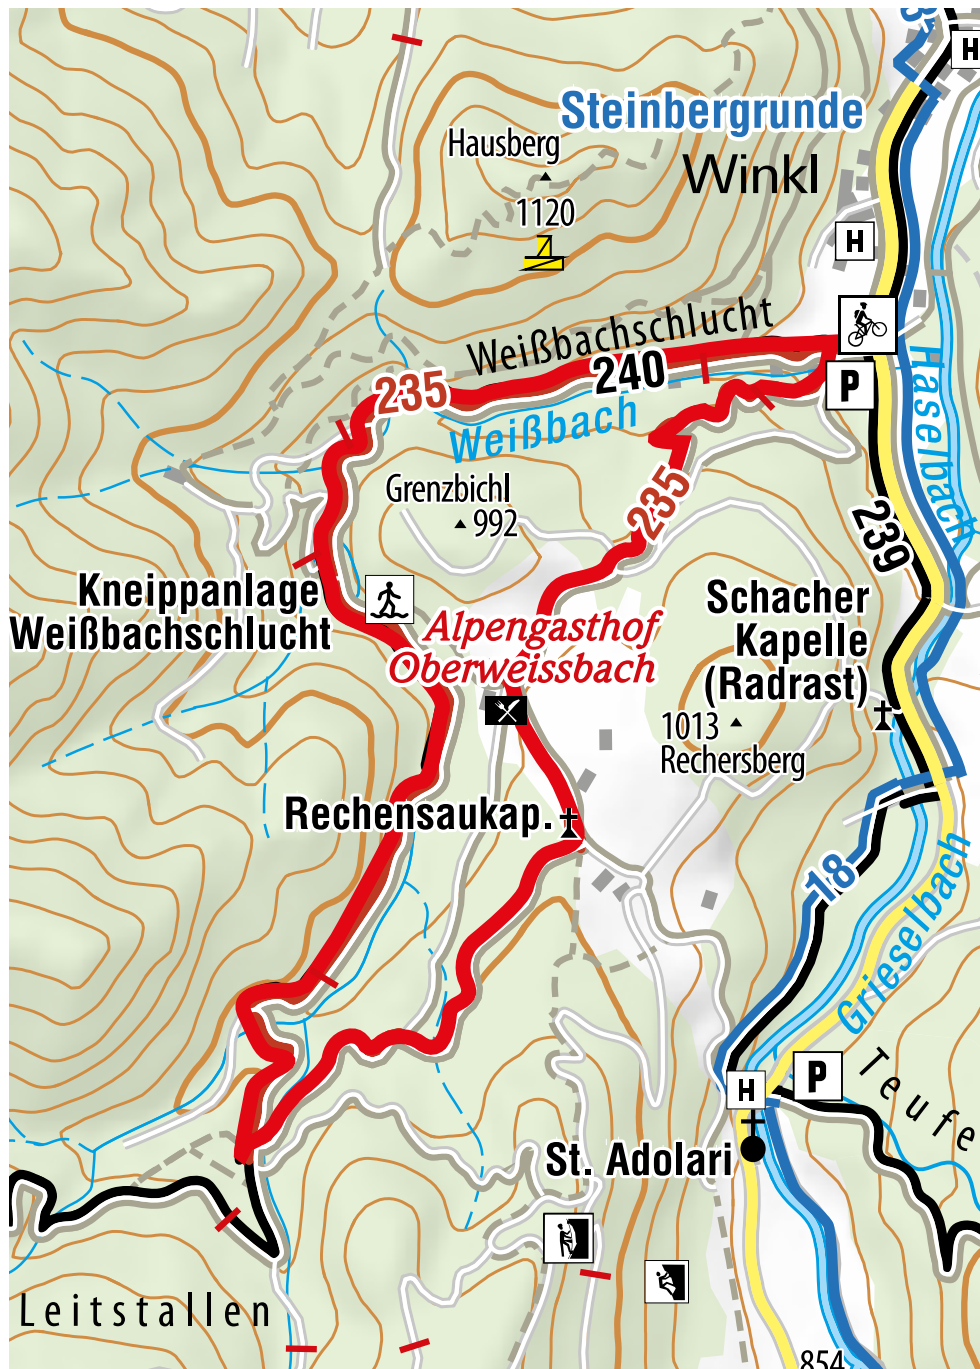 H
Steinbergrunde
Hausberg
Winkl
1120
H
Weißbachschlucht
240
235
P
Haselbach
Weißbach
Grenzbichl
992
235
239
Kneippanlage
Weißbachschlucht
Schacher
Kapelle
(Radrast)
Alpengasthof
Oberweissbach
1013
Rechersberg
Rechensaukap.
18
Grieselbach
P
H
Teufe
St. Adolari
Leitstallen
854